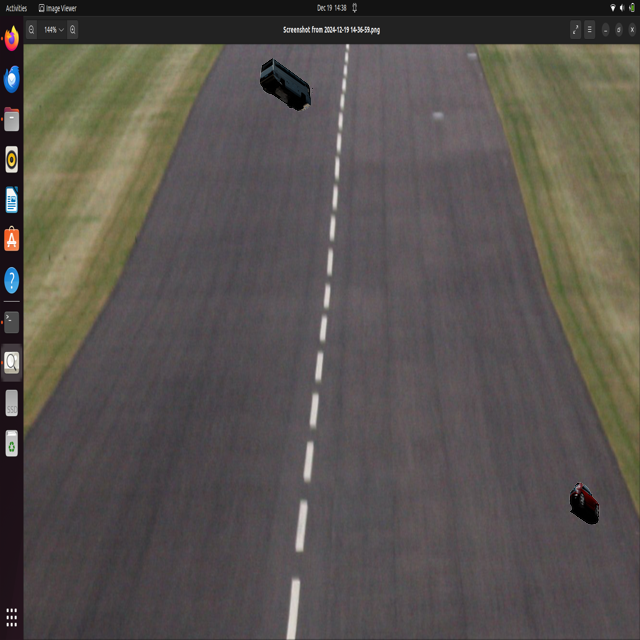 Activities
Image Viewer
Dec 19 14:38
144%
Screenshot from 2024-12-19 14-36-59.png